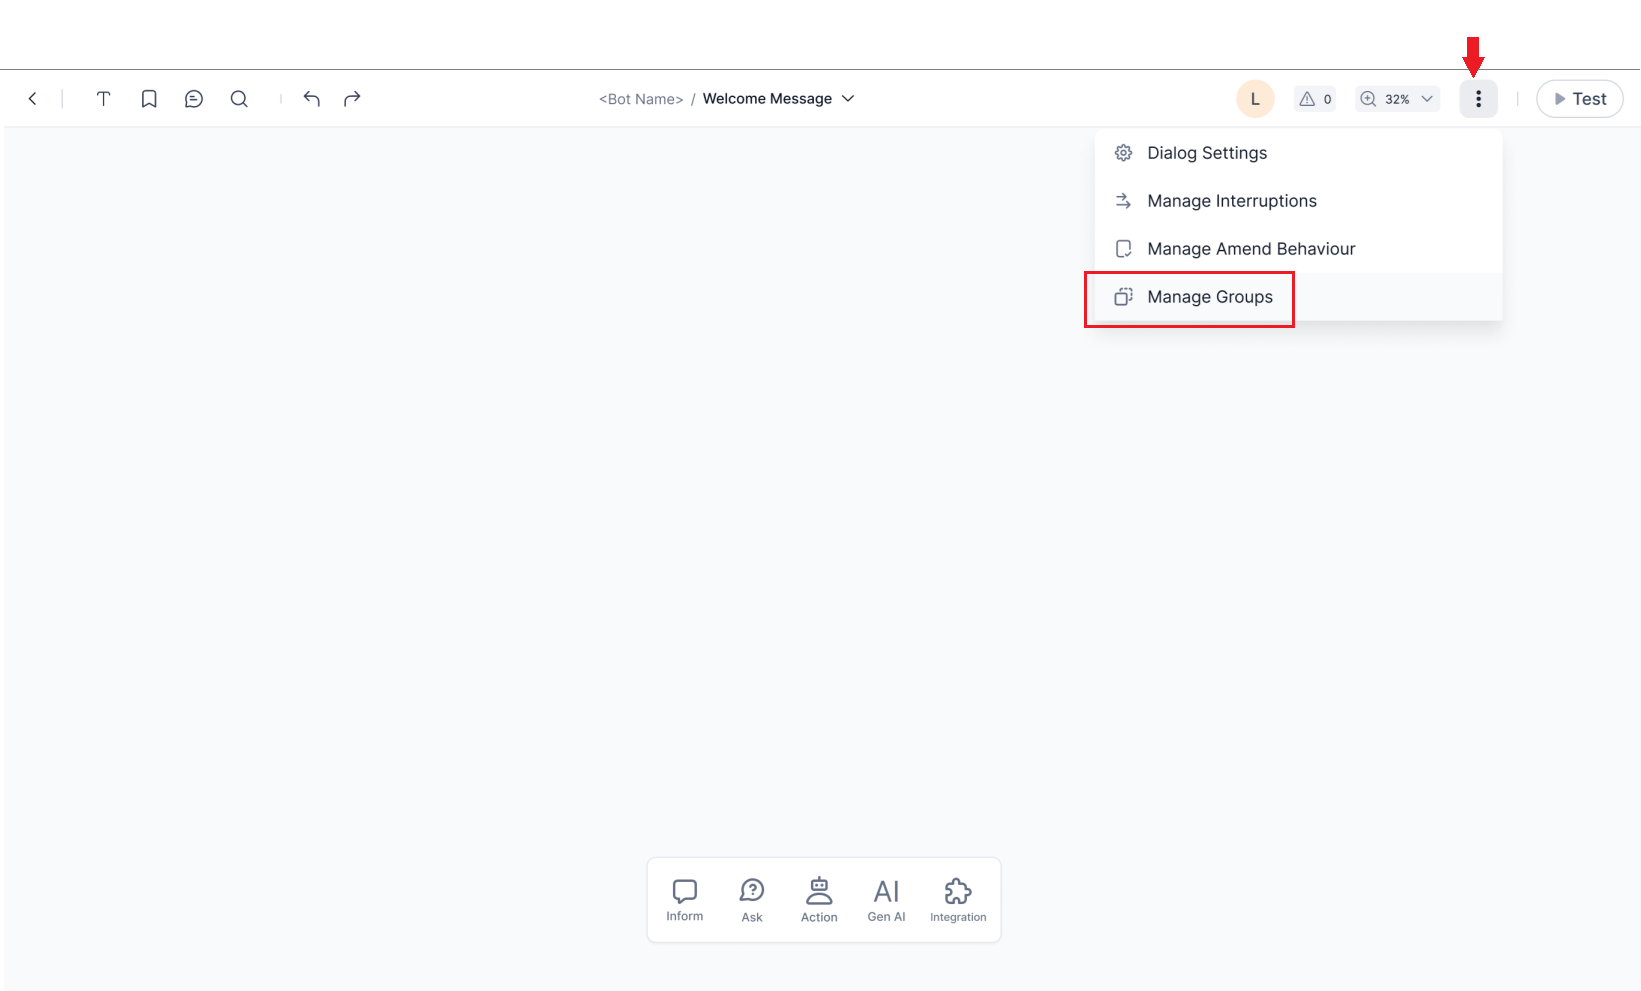 <Bot Name> / Welcome Message
L
0
32%
Test
Dialog Settings
Manage Interruptions
Manage Amend Behaviour
Manage Groups
Inform
Ask
Action
AI
Gen AI
Integration